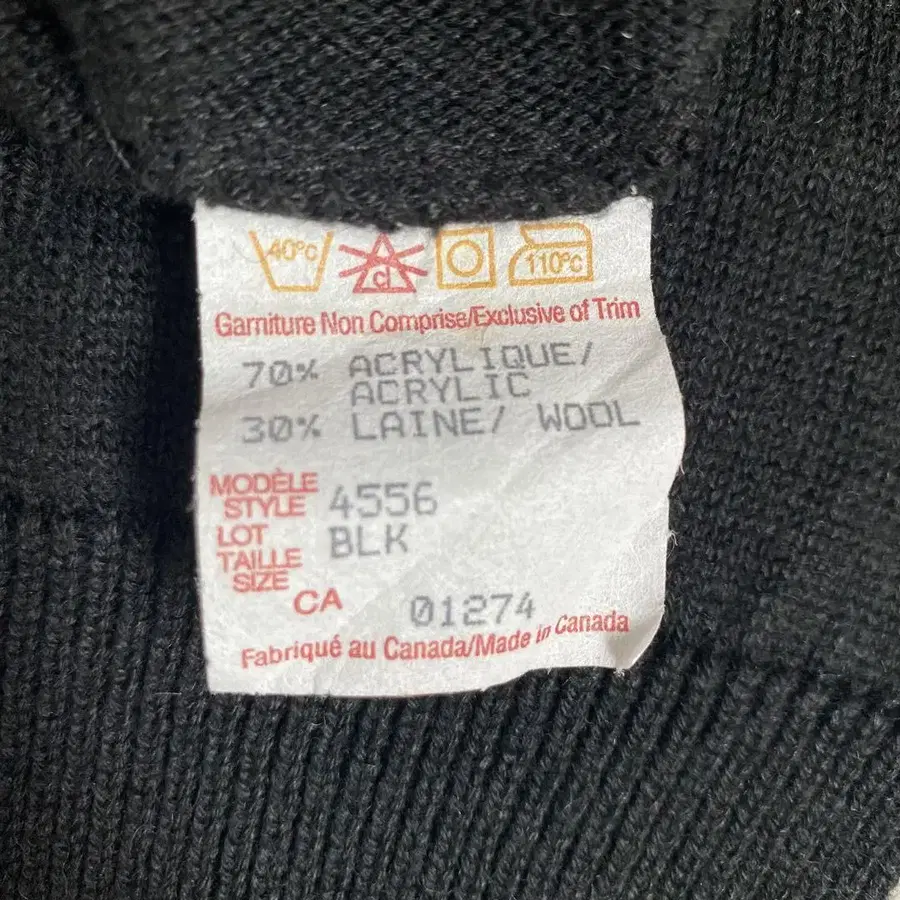 40°C cl 110°C
Garniture Non Comprise/Exclusive of Trim
70% ACRYLIQUE/
ACRYLIC
30% LAINE/ WOOL
MODÈLE
STYLE 4556
LOT BLK
TAILLE
SIZE
CA 01274
Fabriqué au Canada/Made in Canada